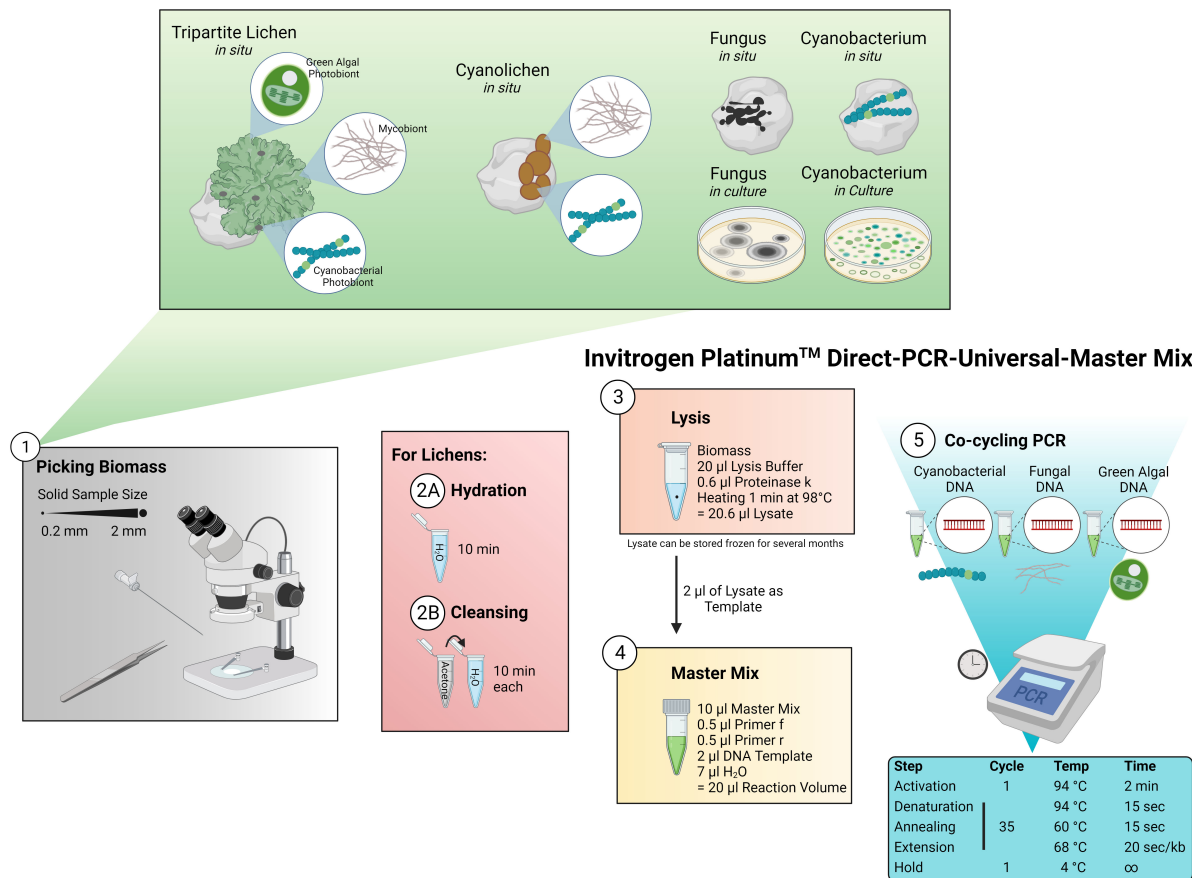 Tripartite Lichen
in situ
Green Algal
Photobiont
Mycobiont
Cyanobacterial
Photobiont
Cyanolichen
in situ
Fungus
in situ
Cyanobacterium
in situ
Fungus
in culture
Cyanobacterium
in Culture
Invitrogen Platinum™ Direct-PCR-Universal-Master Mix
1
Picking Biomass
Solid Sample Size
0.2 mm 2 mm
For Lichens:
2A Hydration
H₂O
10 min
2B Cleansing
Acetone
H₂O
10 min
each
3
Lysis
Biomass
20 µl Lysis Buffer
0.6 µl Proteinase k
Heating 1 min at 98°C
= 20.6 µl Lysate
Lysate can be stored frozen for several months
2 µl of Lysate as
Template
4
Master Mix
10 µl Master Mix
0.5 µl Primer f
0.5 µl Primer r
2 µl DNA Template
7 µl H₂O
= 20 µl Reaction Volume
5 Co-cycling PCR
Cyanobacterial
DNA
Fungal
DNA
Green Algal
DNA
PCR
Step Cycle Temp Time
Activation 1 94 °C 2 min
Denaturation 94 °C 15 sec
Annealing 35 60 °C 15 sec
Extension 68 °C 20 sec/kb
Hold 1 4 °C ∞